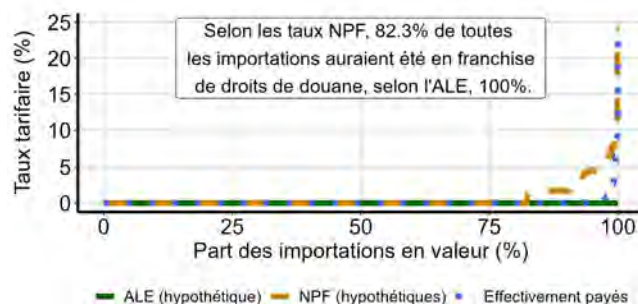 Selon les taux NPF, 82.3% de toutes
les importations auraient été en franchise
de droits de douane, selon l'ALE, 100%.
Taux tarifaire (%)
25
20
15
10
5
0
0
25
50
75
100
Part des importations en valeur (%)
ALE (hypothétique)
NPF (hypothétiques)
Effectivement payés